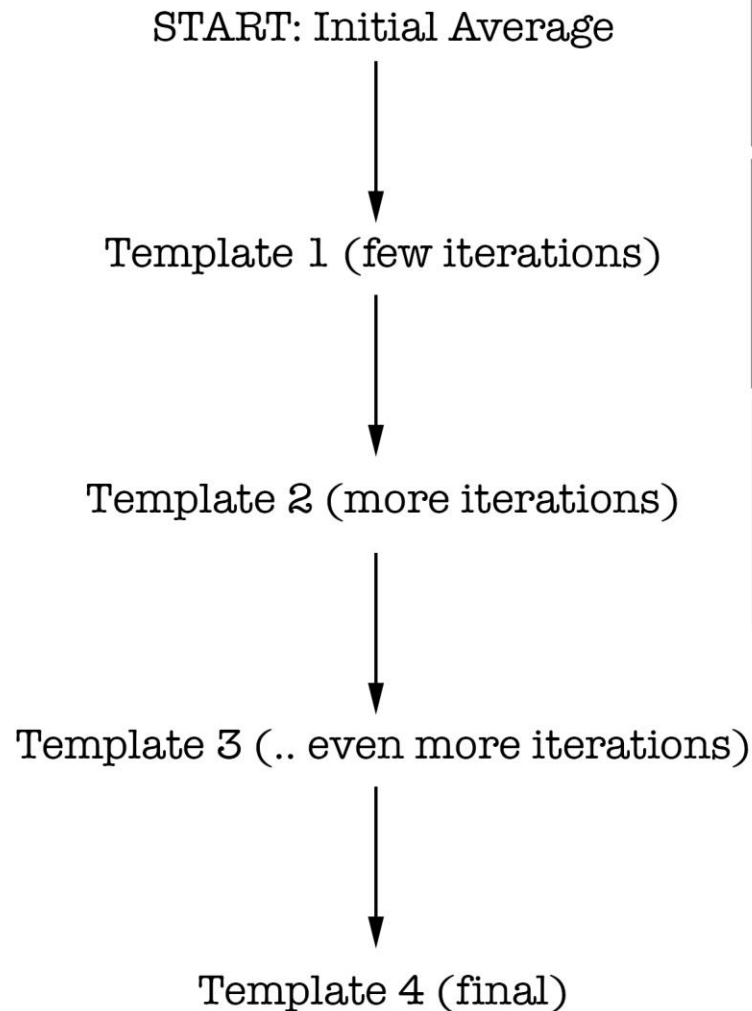 START: Initial Average
Template 1 (few iterations)
Template 2 (more iterations)
Template 3 (.. even more iterations)
Template 4 (final)